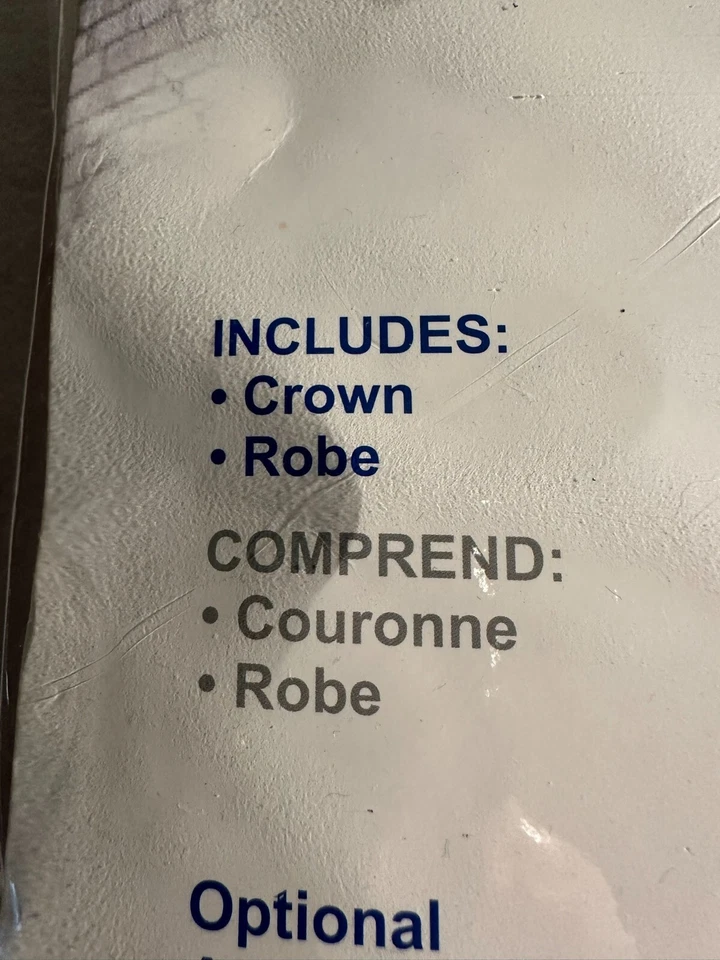 INCLUDES:
• Crown
• Robe
COMPREND:
• Couronne
• Robe
Optional